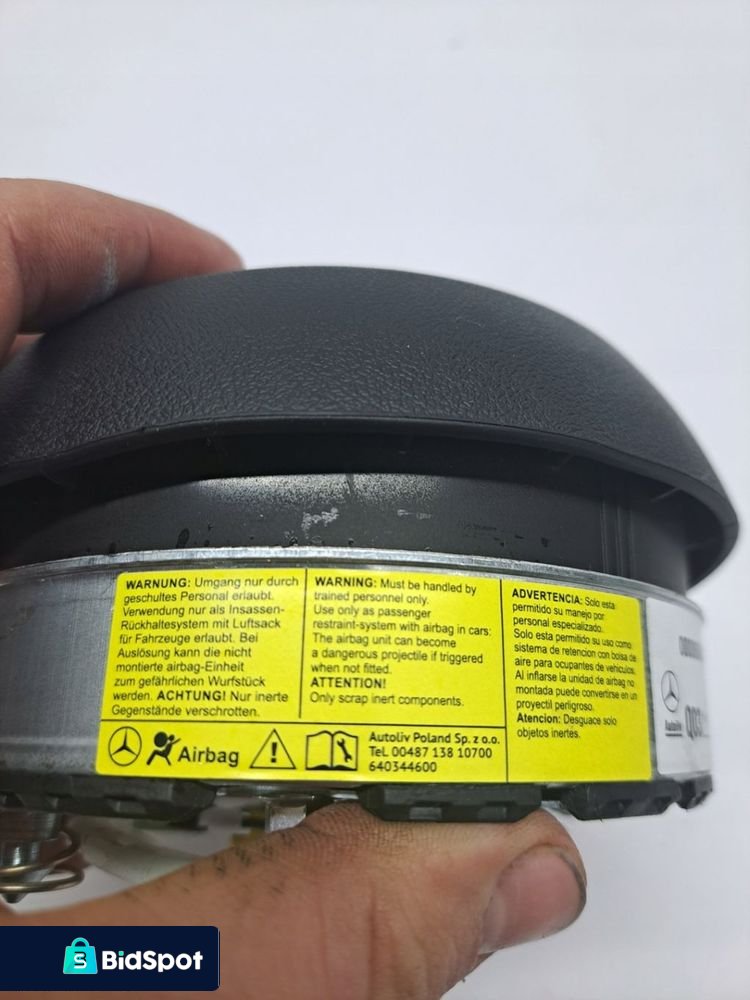 WARNUNG: Umgang nur durch
geschultes Personal erlaubt.
Verwendung nur als Insassen-
Rückhaltesystem mit Luftsack
für Fahrzeuge erlaubt. Bei
Auslösung kann die nicht
montierte airbag-Einheit
zum gefährlichen Wurfstück
werden. ACHTUNG! Nur inerte
Gegenstände verschrotten.
WARNING: Must be handled by
trained personnel only.
Use only as passenger
restraint-system with airbag in cars:
The airbag unit can become
a dangerous projectile if triggered
when not fitted.
ATTENTION!
Only scrap inert components.
ADVERTENCIA: Solo esta
permitido su manejo por
personal especializado.
Solo esta permitido su uso como
sistema de retencion con bolsa de
aire para ocupantes de vehiculos.
Al inflarse la unidad de airbag no
montada puede convertirse en un
proyectil peligroso.
Atencion: Desguace solo
objetos inertes.
Airbag
Autoliv Poland Sp. z o.o.
Tel. 00487 138 10700
640344600
Autoliv
BidSpot